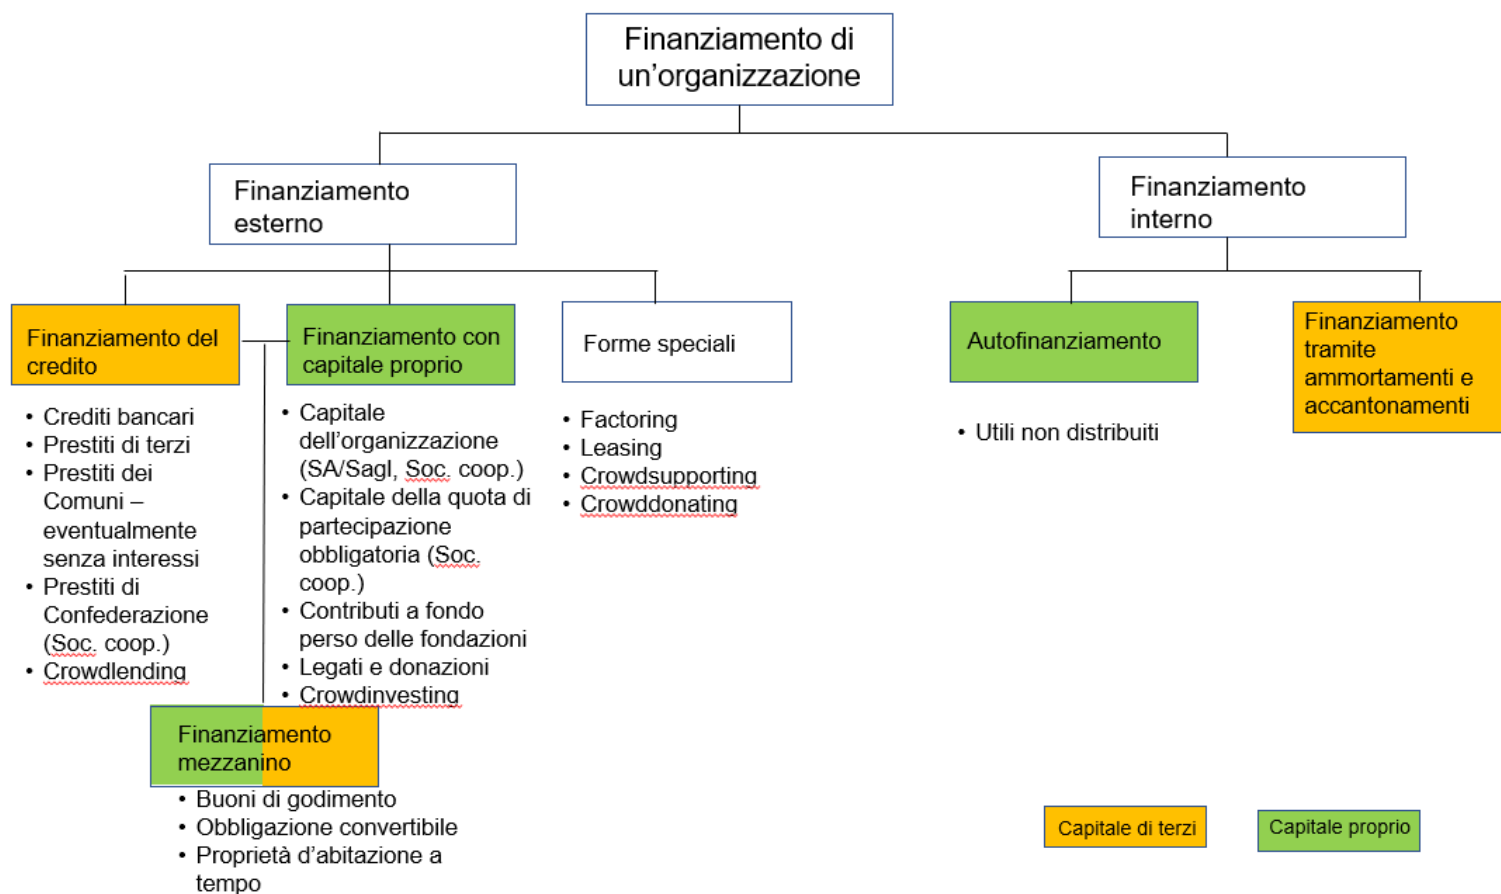 Finanziamento di
un’organizzazione
Finanziamento
esterno
Finanziamento
interno
Finanziamento del
credito
Finanziamento con
capitale proprio
Forme speciali
Autofinanziamento
Finanziamento
tramite
ammortamenti e
accantonamenti
• Crediti bancari
• Prestiti di terzi
• Prestiti dei
Comuni –
eventualmente
senza interessi
• Prestiti di
Confederazione
(Soc. coop.)
• Crowdlending
• Capitale
dell’organizzazione
(SA/Sagl, Soc. coop.)
• Capitale della quota di
partecipazione
obbligatoria (Soc.
coop.)
• Contributi a fondo
perso delle fondazioni
• Legati e donazioni
• Crowdinvesting
• Factoring
• Leasing
• Crowdsupporting
• Crowddonating
• Utili non distribuiti
Finanziamento
mezzanino
• Buoni di godimento
• Obbligazione convertibile
• Proprietà d’abitazione a
tempo
Capitale di terzi
Capitale proprio